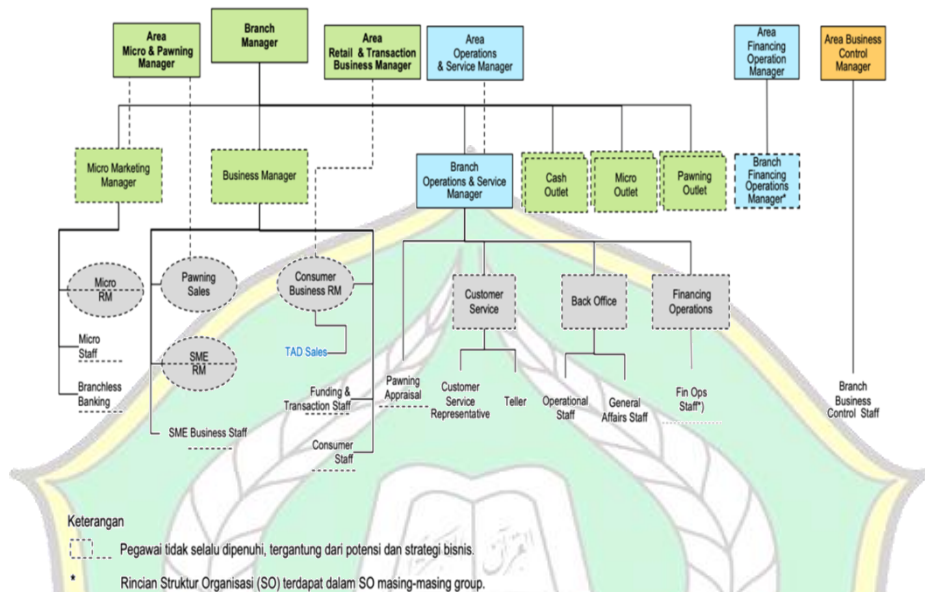 Area
Micro & Pawning
Manager
Branch
Manager
Area
Retail & Transaction
Business Manager
Area
Operations
& Service Manager
Area
Financing
Operation
Manager
Area Business
Control
Manager
Micro Marketing
Manager
Business Manager
Branch
Operations & Service
Manager
Cash
Outlet
Micro
Outlet
Pawning
Outlet
Branch
Financing
Operations
Manager*
Micro
RM
Pawning
Sales
Consumer
Business RM
Customer
Service
Back Office
Financing
Operations
Micro
Staff
SME
RM
TAD Sales
Branchless
Banking
Funding &
Transaction Staff
Pawning
Appraisal
Customer
Service
Representative
Teller
Operational
Staff
General
Affairs Staff
Fin Ops
Staff*)
Branch
Business
Control Staff
SME Business Staff
Consumer
Staff
Keterangan
Pegawai tidak selalu dipenuhi, tergantung dari potensi dan strategi bisnis.
* Rincian Struktur Organisasi (SO) terdapat dalam SO masing-masing group.